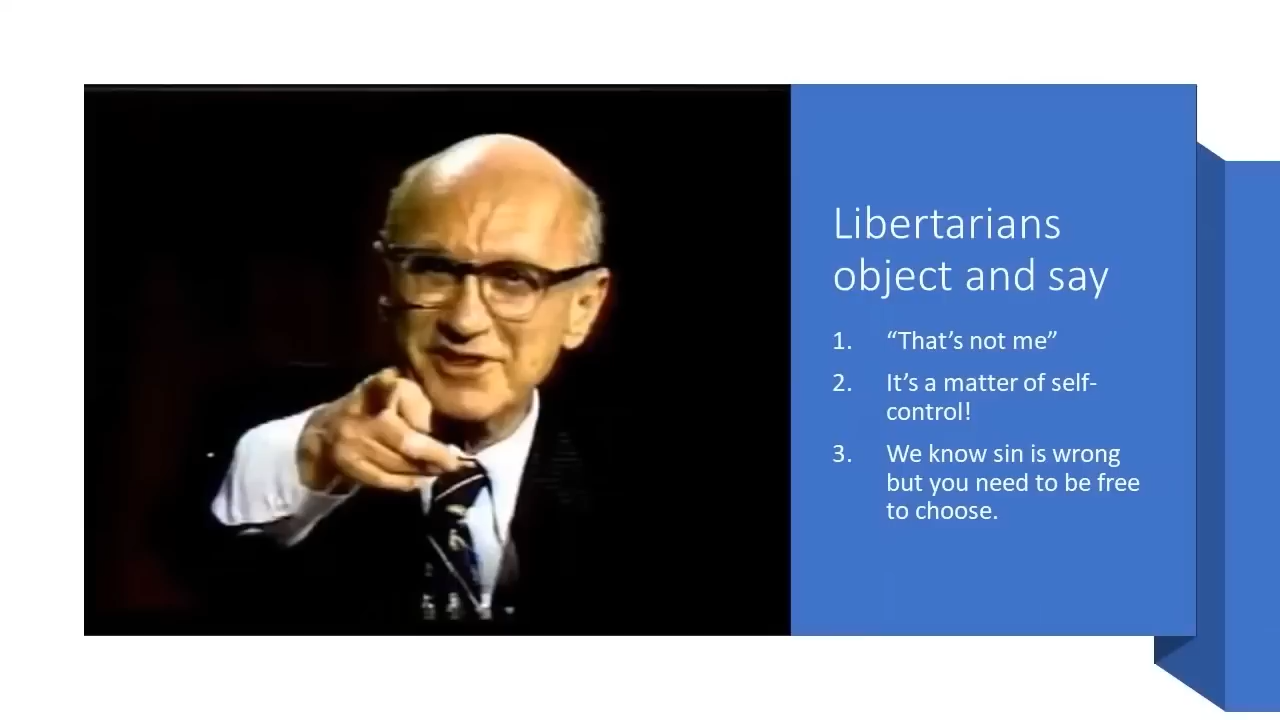 Libertarians
object and say
1. “That’s not me”
2. It’s a matter of self-
control!
3. We know sin is wrong
but you need to be free
to choose.